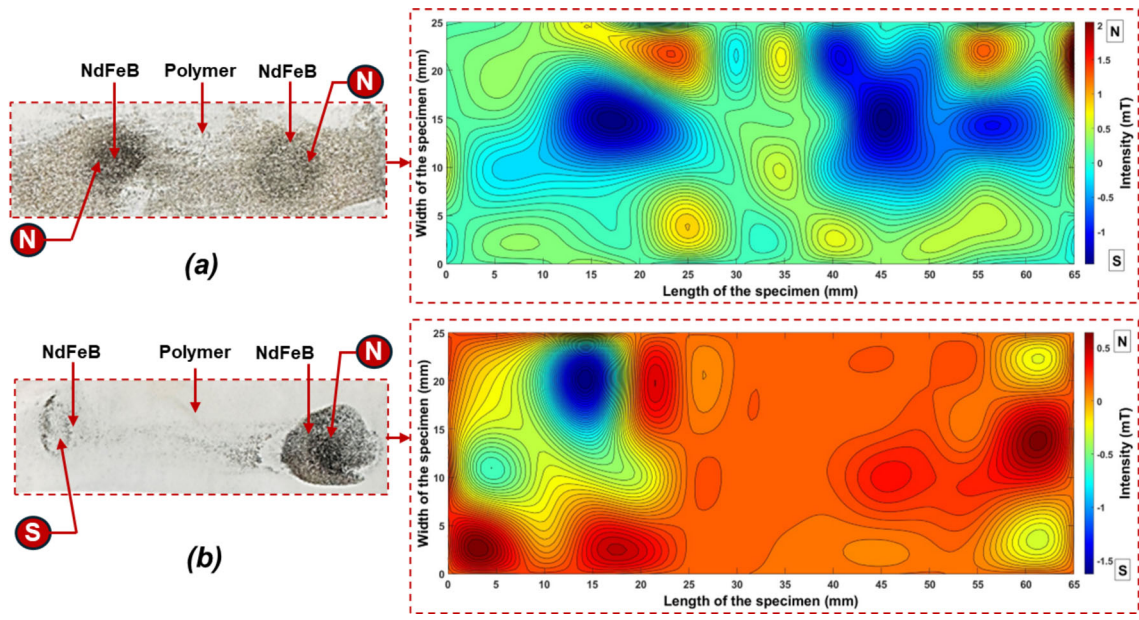 NdFeB Polymer NdFeB N
N
(a)
Width of the specimen (mm)
25
20
15
10
5
0
0 5 10 15 20 25 30 35 40 45 50 55 60 65
Length of the specimen (mm)
2
1.5
1
0.5
0
-0.5
-1
N
S
Intensity (mT)
NdFeB Polymer NdFeB N
S
(b)
Width of the specimen (mm)
25
20
15
10
5
0
0 5 10 15 20 25 30 35 40 45 50 55 60 65
Length of the specimen (mm)
0.5
0
-0.5
-1
-1.5
N
S
Intensity (mT)